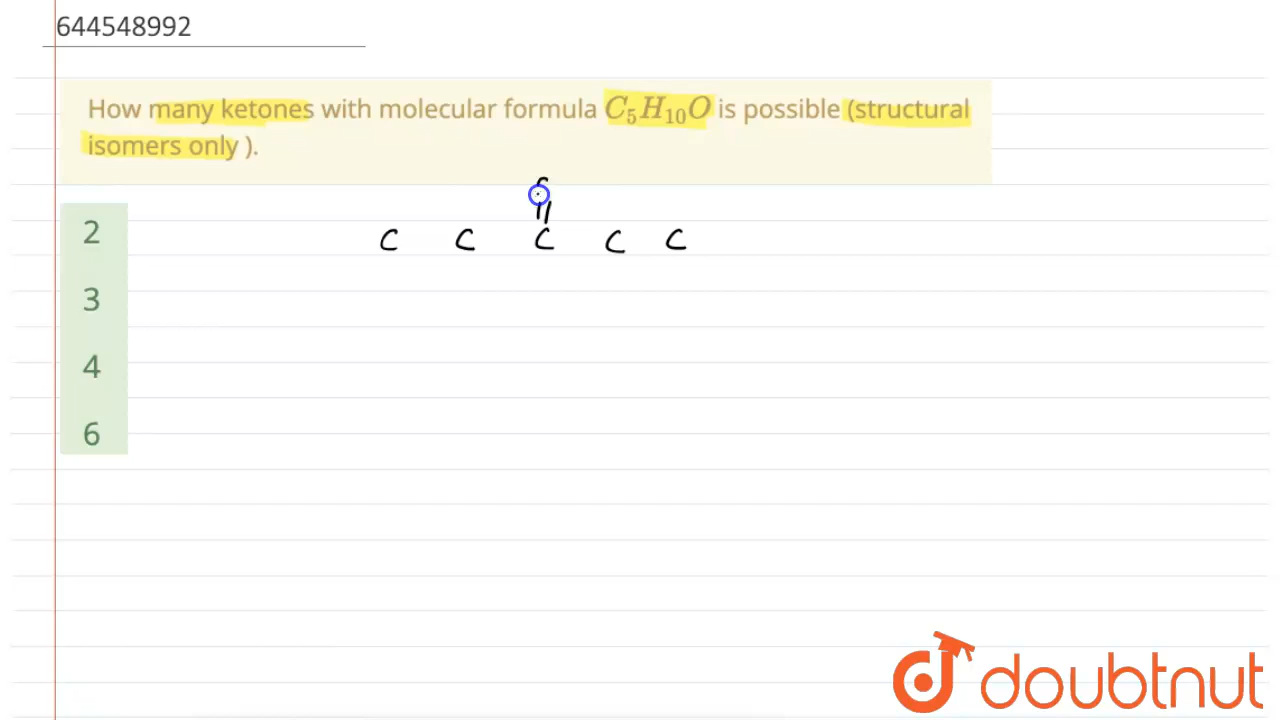 644548992
How many ketones with molecular formula C₅H₁₀O is possible (structural
isomers only ).
2
C C C C C
3
4
6
doubtnut